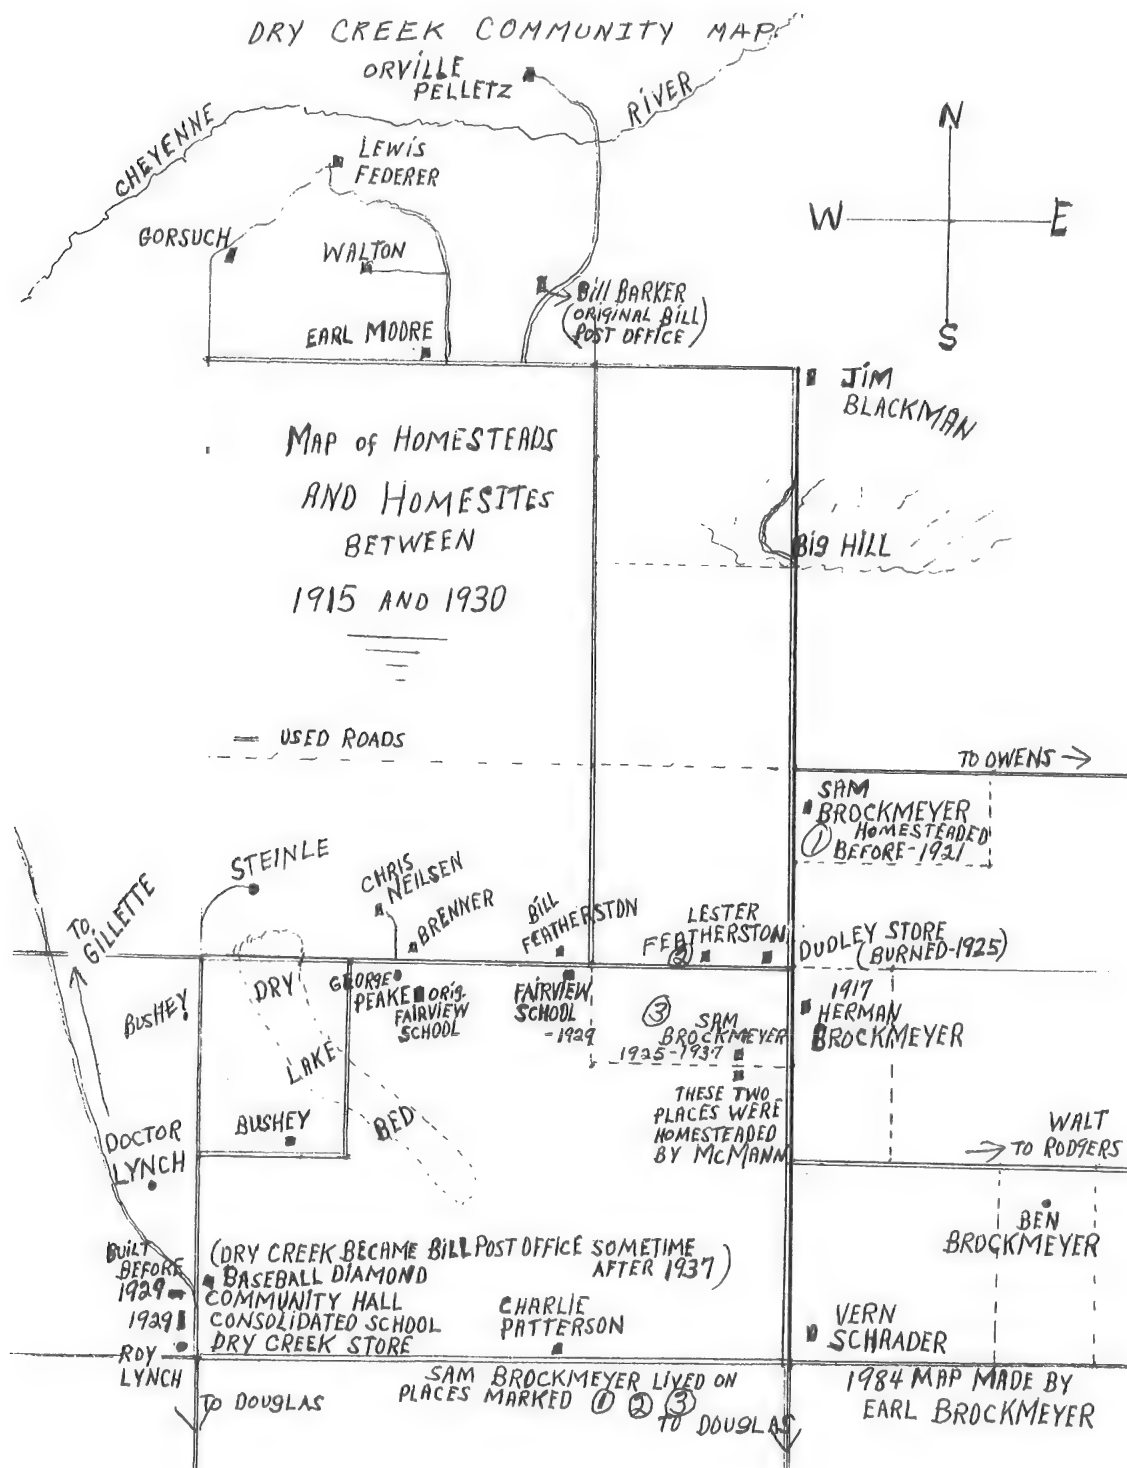 DRY CREEK COMMUNITY MAP
ORVILLE
PELLETZ
RIVER
CHEYENNE
LEWIS
FEDERER
GORSUCH
WALTON
BILL BARKER
(ORIGINAL BILL
POST OFFICE)
EARL MOORE
N
W
E
S
JIM
BLACKMAN
MAP of HOMESTEADS
AND HOMESITES
BETWEEN
1915 AND 1930
BIG HILL
= USED ROADS
TO OWENS →
SAM
BROCKMEYER
① HOMESTEADED
BEFORE-1921
STEINLE
CHRIS
NEILSEN
BRENNER
BILL
FEATHERSTON
LESTER
FEATHERSTON
②
DUDLEY STORE
(BURNED-1925)
TO
GILLETTE
BUSHEY
DRY
LAKE
BED
GEORGE
PEAKE
ORIG.
FAIRVIEW
SCHOOL
FAIRVIEW
SCHOOL
-1929
③ SAM
BROCKMEYER
1925-1937
1917
HERMAN
BROCKMEYER
THESE TWO
PLACES WERE
HOMESTEADED
BY McMANN
BUSHEY
DOCTOR
LYNCH
WALT
→ TO RODGERS
BEN
BROCKMEYER
BUILT
BEFORE
1929
1929
(DRY CREEK BECAME BILL POST OFFICE SOMETIME
AFTER 1937)
BASEBALL DIAMOND
COMMUNITY HALL
CONSOLIDATED SCHOOL
DRY CREEK STORE
CHARLIE
PATTERSON
VERN
SCHRADER
ROY
LYNCH
SAM BROCKMEYER LIVED ON
PLACES MARKED ① ② ③
TO DOUGLAS
TO DOUGLAS
1984 MAP MADE BY
EARL BROCKMEYER